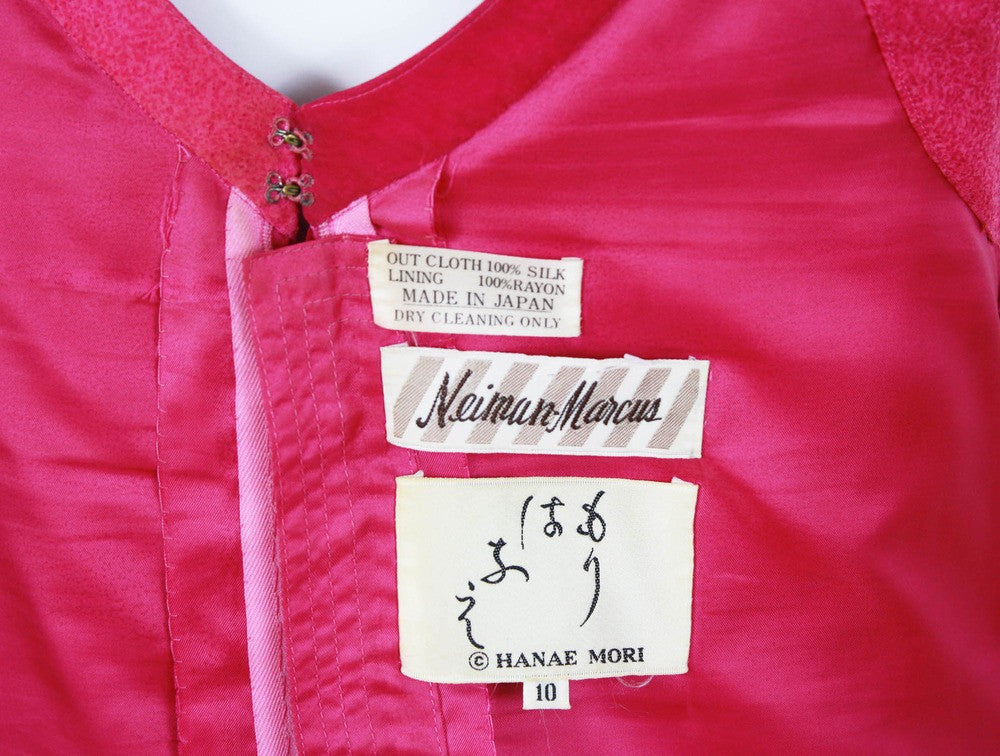 OUT CLOTH 100% SILK
LINING 100%RAYON
MADE IN JAPAN
DRY CLEANING ONLY
Neiman-Marcus
もり
はなえ
© HANAE MORI
10